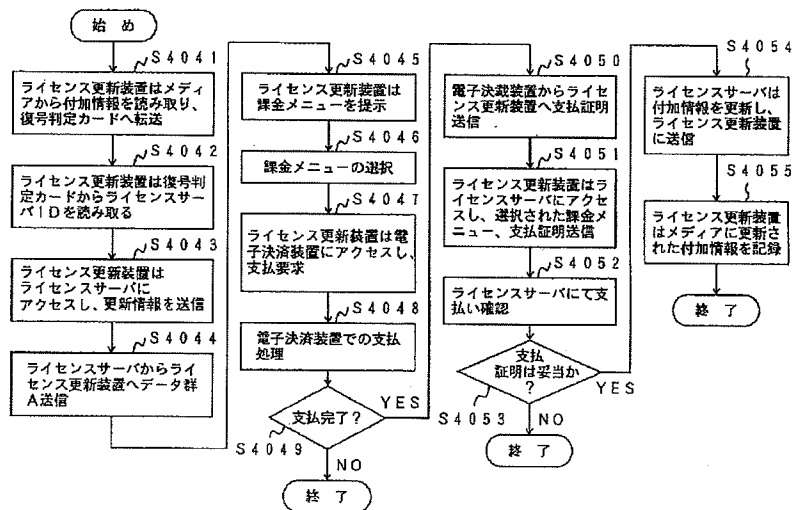 始 め
S4041
ライセンス更新装置はメディ
アから付加情報を読み取り、
復号判定カードへ転送
S4042
ライセンス更新装置は復号判
定カードからライセンスサー
バIDを読み取る
S4043
ライセンス更新装置は
ライセンスサーバに
アクセスし、更新情報を送信
S4044
ライセンスサーバからライ
センス更新装置へデータ群
A送信
S4045
ライセンス更新装置は
課金メニューを提示
S4046
課金メニューの選択
S4047
ライセンス更新装置は電
子決済装置にアクセスし、
支払要求
S4048
電子決済装置での支払
処理
支払完了?
YES
S4049
NO
終 了
S4050
電子決裁装置からライセ
ンス更新装置へ支払証明
送信
S4051
ライセンス更新装置はライ
センスサーバにアクセ
スし、選択された課金メ
ニュー、支払証明送信
S4052
ライセンスサーバにて支
払い確認
支払
証明は妥当か
?
YES
S4053
NO
終 了
S4054
ライセンスサーバは
付加情報を更新し、
ライセンス更新装置
に送信
S4055
ライセンス更新装置
はメディアに更新さ
れた付加情報を記録
終 了